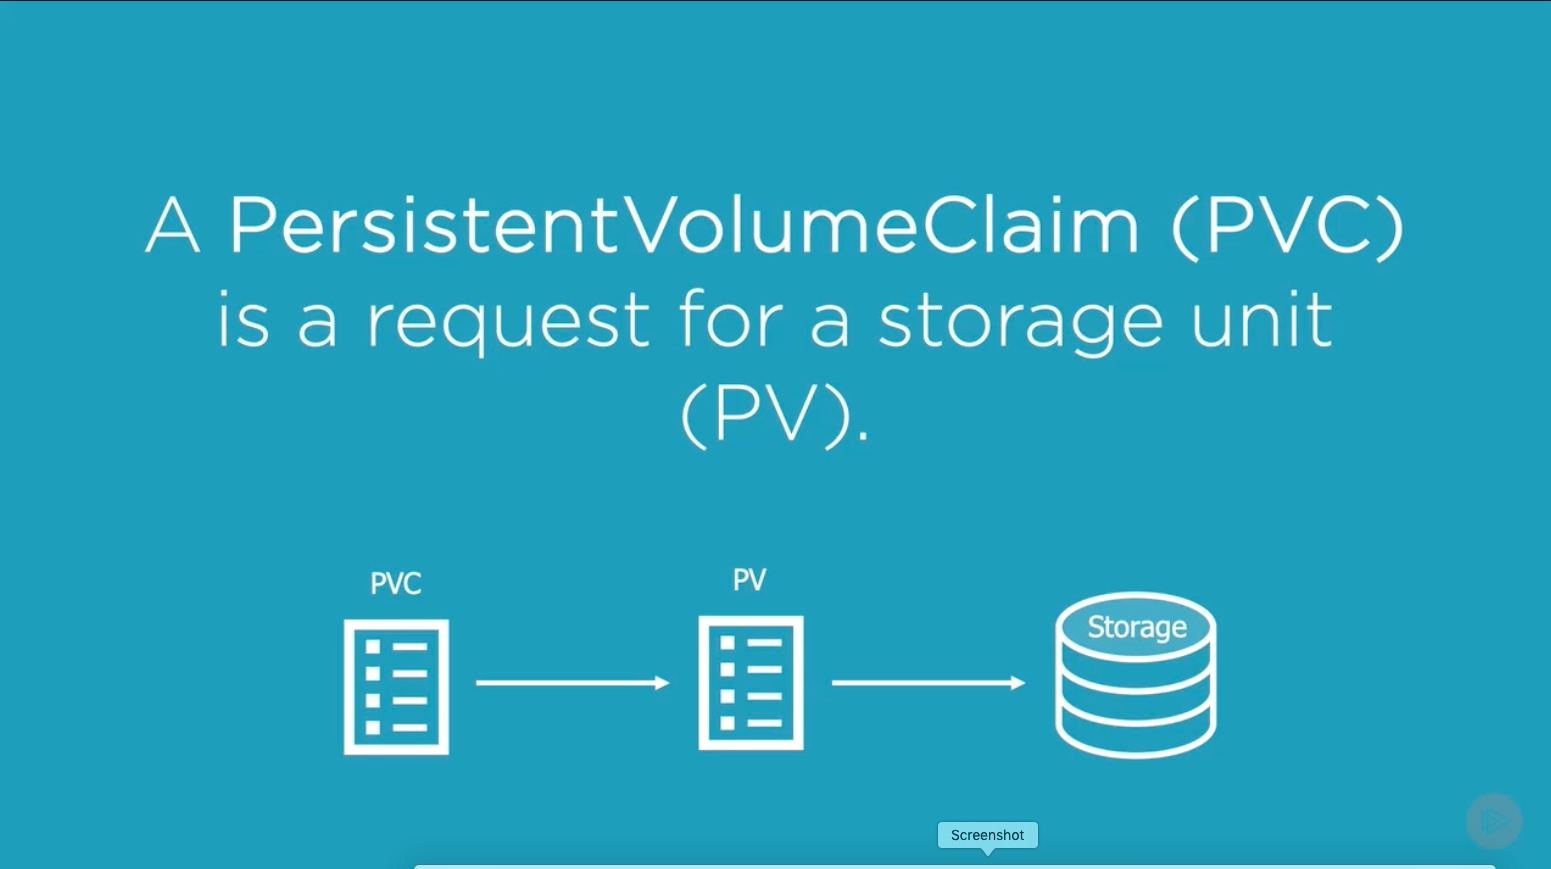 A PersistentVolumeClaim (PVC)
is a request for a storage unit
(PV).
PVC
PV
Storage
Screenshot